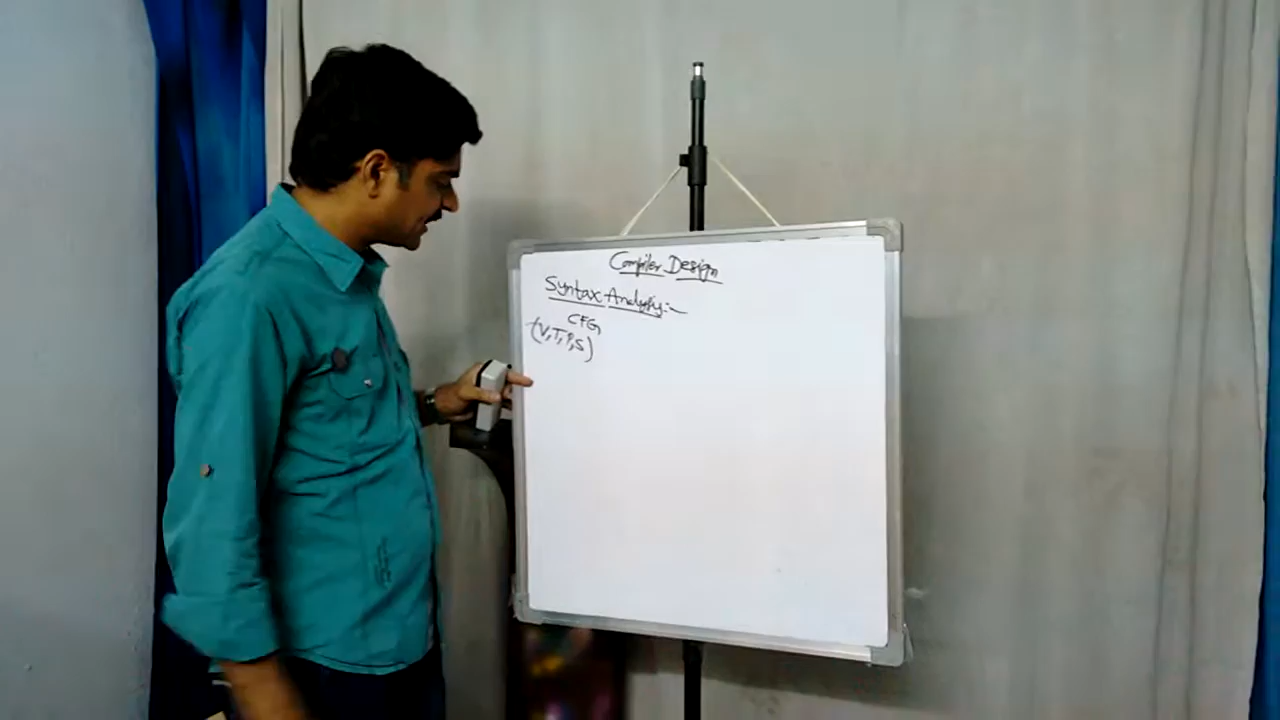 Compiler Design
Syntax Analysis:-
CFG
(V,T,P,S)